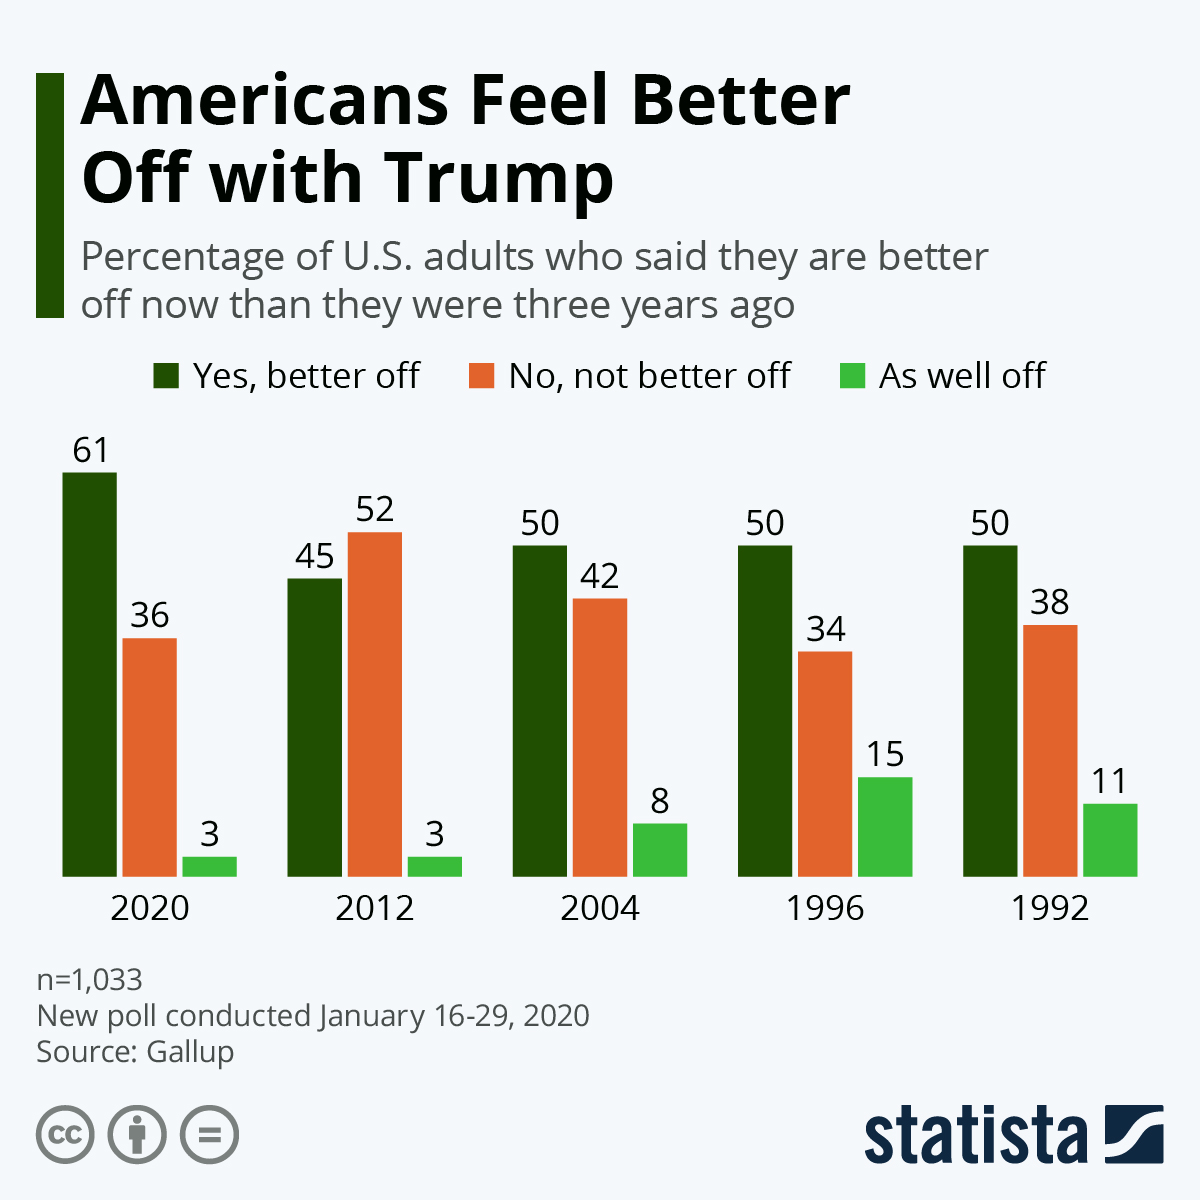 Americans Feel Better
Off with Trump
Percentage of U.S. adults who said they are better
off now than they were three years ago
Yes, better off No, not better off As well off
61 36 3
45 52 3
50 42 8
50 34 15
50 38 11
2020 2012 2004 1996 1992
n=1,033
New poll conducted January 16-29, 2020
Source: Gallup
cc =
statista